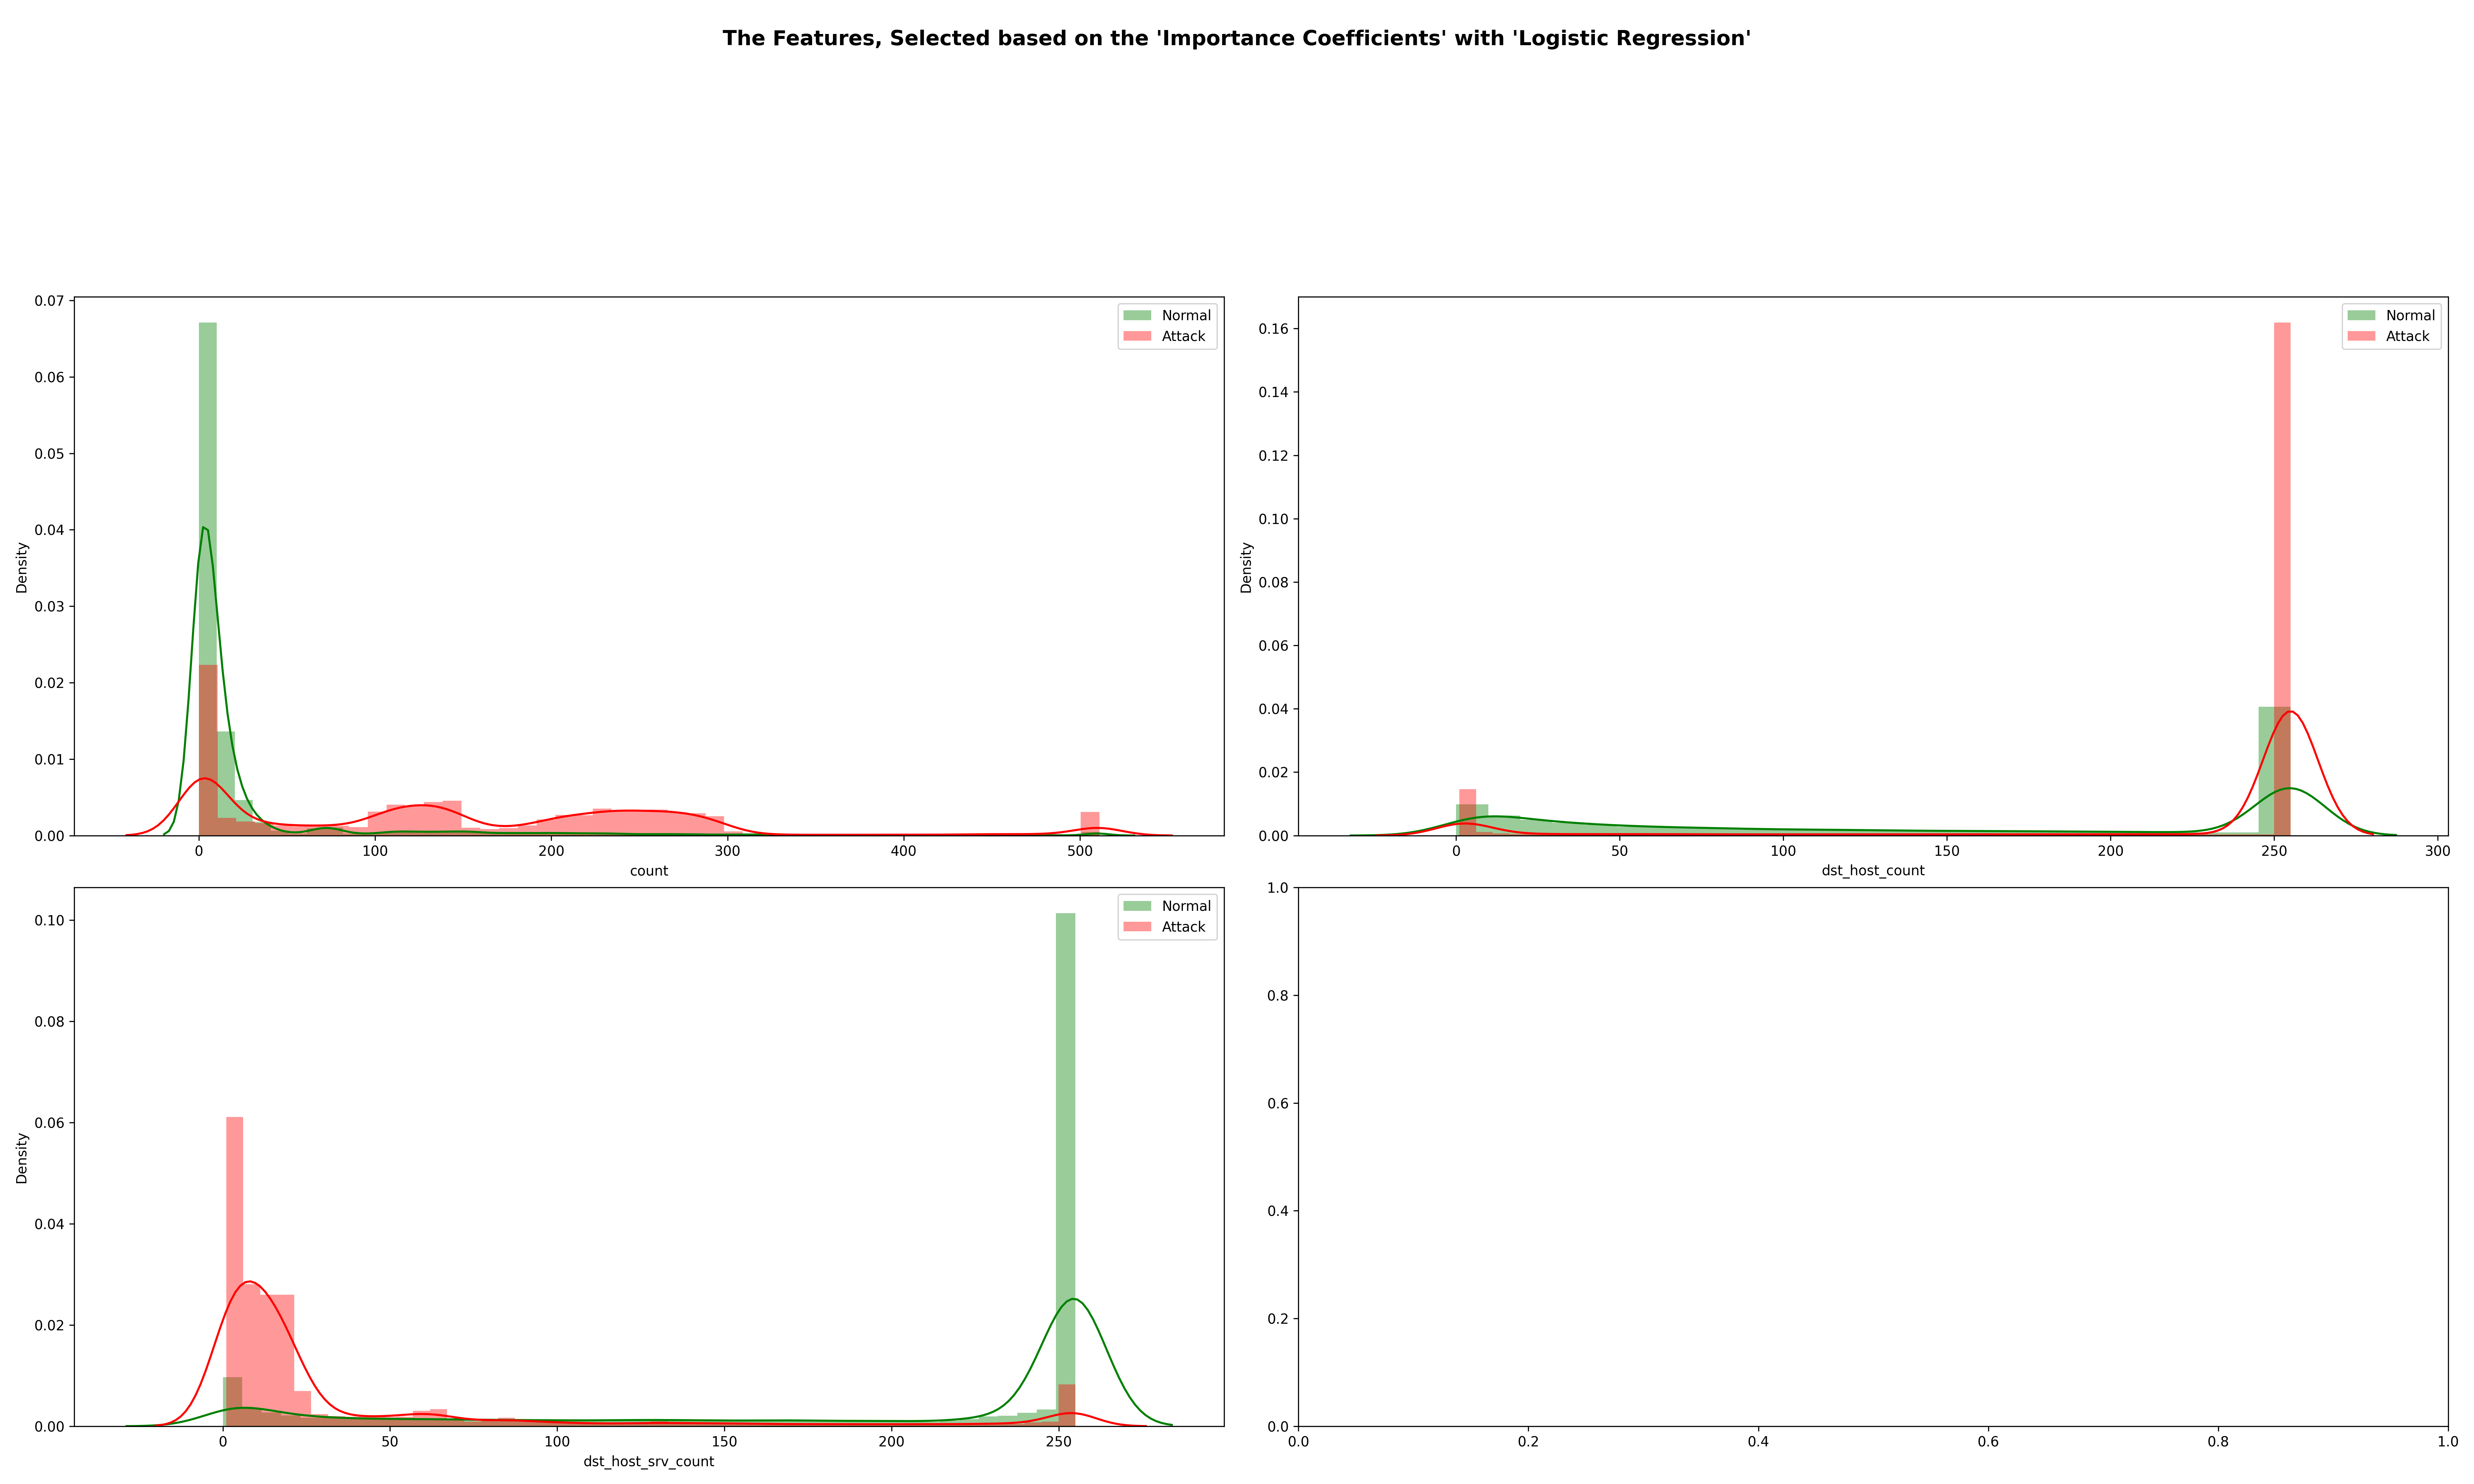 The Features, Selected based on the 'Importance Coefficients' with 'Logistic Regression'
0.07
0.06
0.05
0.04
0.03
0.02
0.01
0.00
Density
0 100 200 300 400 500
count
Normal
Attack
0.16
0.14
0.12
0.10
0.08
0.06
0.04
0.02
0.00
Density
0 50 100 150 200 250 300
dst_host_count
Normal
Attack
0.10
0.08
0.06
0.04
0.02
0.00
Density
0 50 100 150 200 250
dst_host_srv_count
Normal
Attack
1.0
0.8
0.6
0.4
0.2
0.0
0.0 0.2 0.4 0.6 0.8 1.0